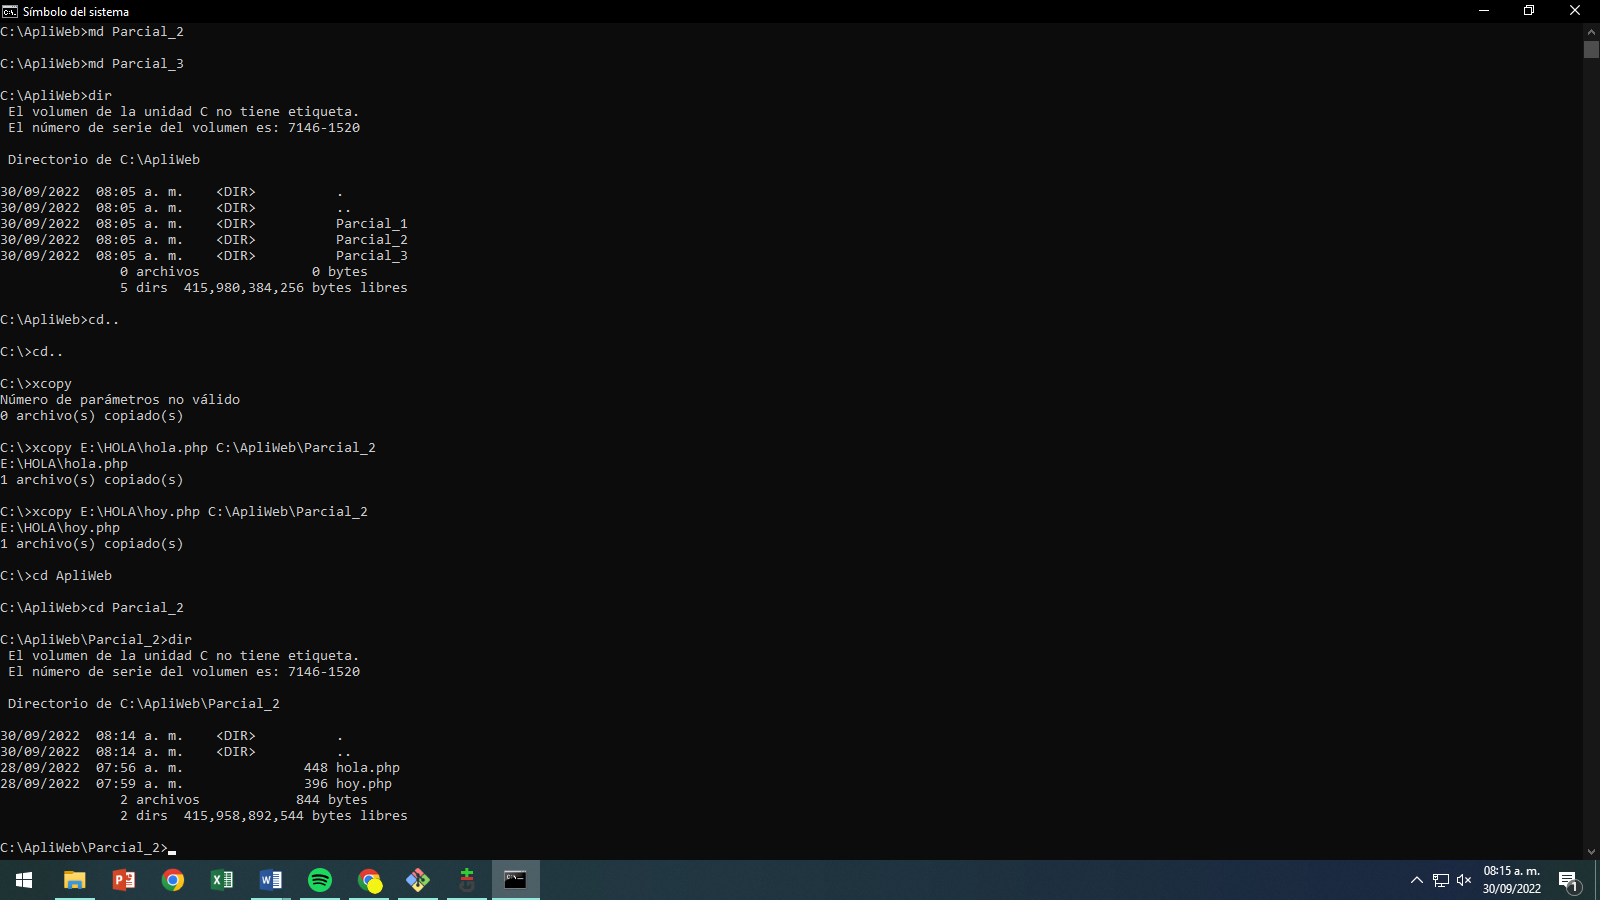 Símbolo del sistema
C:\ApliWeb>md Parcial_2
C:\ApliWeb>md Parcial_3
C:\ApliWeb>dir
 El volumen de la unidad C no tiene etiqueta.
 El número de serie del volumen es: 7146-1520
 Directorio de C:\ApliWeb
30/09/2022  08:05 a. m.    <DIR>          .
30/09/2022  08:05 a. m.    <DIR>          ..
30/09/2022  08:05 a. m.    <DIR>          Parcial_1
30/09/2022  08:05 a. m.    <DIR>          Parcial_2
30/09/2022  08:05 a. m.    <DIR>          Parcial_3
               0 archivos              0 bytes
               5 dirs  415,980,384,256 bytes libres
C:\ApliWeb>cd..
C:\>cd..
C:\>xcopy
Número de parámetros no válido
0 archivo(s) copiado(s)
C:\>xcopy E:\HOLA\hola.php C:\ApliWeb\Parcial_2
E:\HOLA\hola.php
1 archivo(s) copiado(s)
C:\>xcopy E:\HOLA\hoy.php C:\ApliWeb\Parcial_2
E:\HOLA\hoy.php
1 archivo(s) copiado(s)
C:\>cd ApliWeb
C:\ApliWeb>cd Parcial_2
C:\ApliWeb\Parcial_2>dir
 El volumen de la unidad C no tiene etiqueta.
 El número de serie del volumen es: 7146-1520
 Directorio de C:\ApliWeb\Parcial_2
30/09/2022  08:14 a. m.    <DIR>          .
30/09/2022  08:14 a. m.    <DIR>          ..
28/09/2022  07:56 a. m.               448 hola.php
28/09/2022  07:59 a. m.               396 hoy.php
               2 archivos            844 bytes
               2 dirs  415,958,892,544 bytes libres
C:\ApliWeb\Parcial_2>
08:15 a. m.
30/09/2022
1